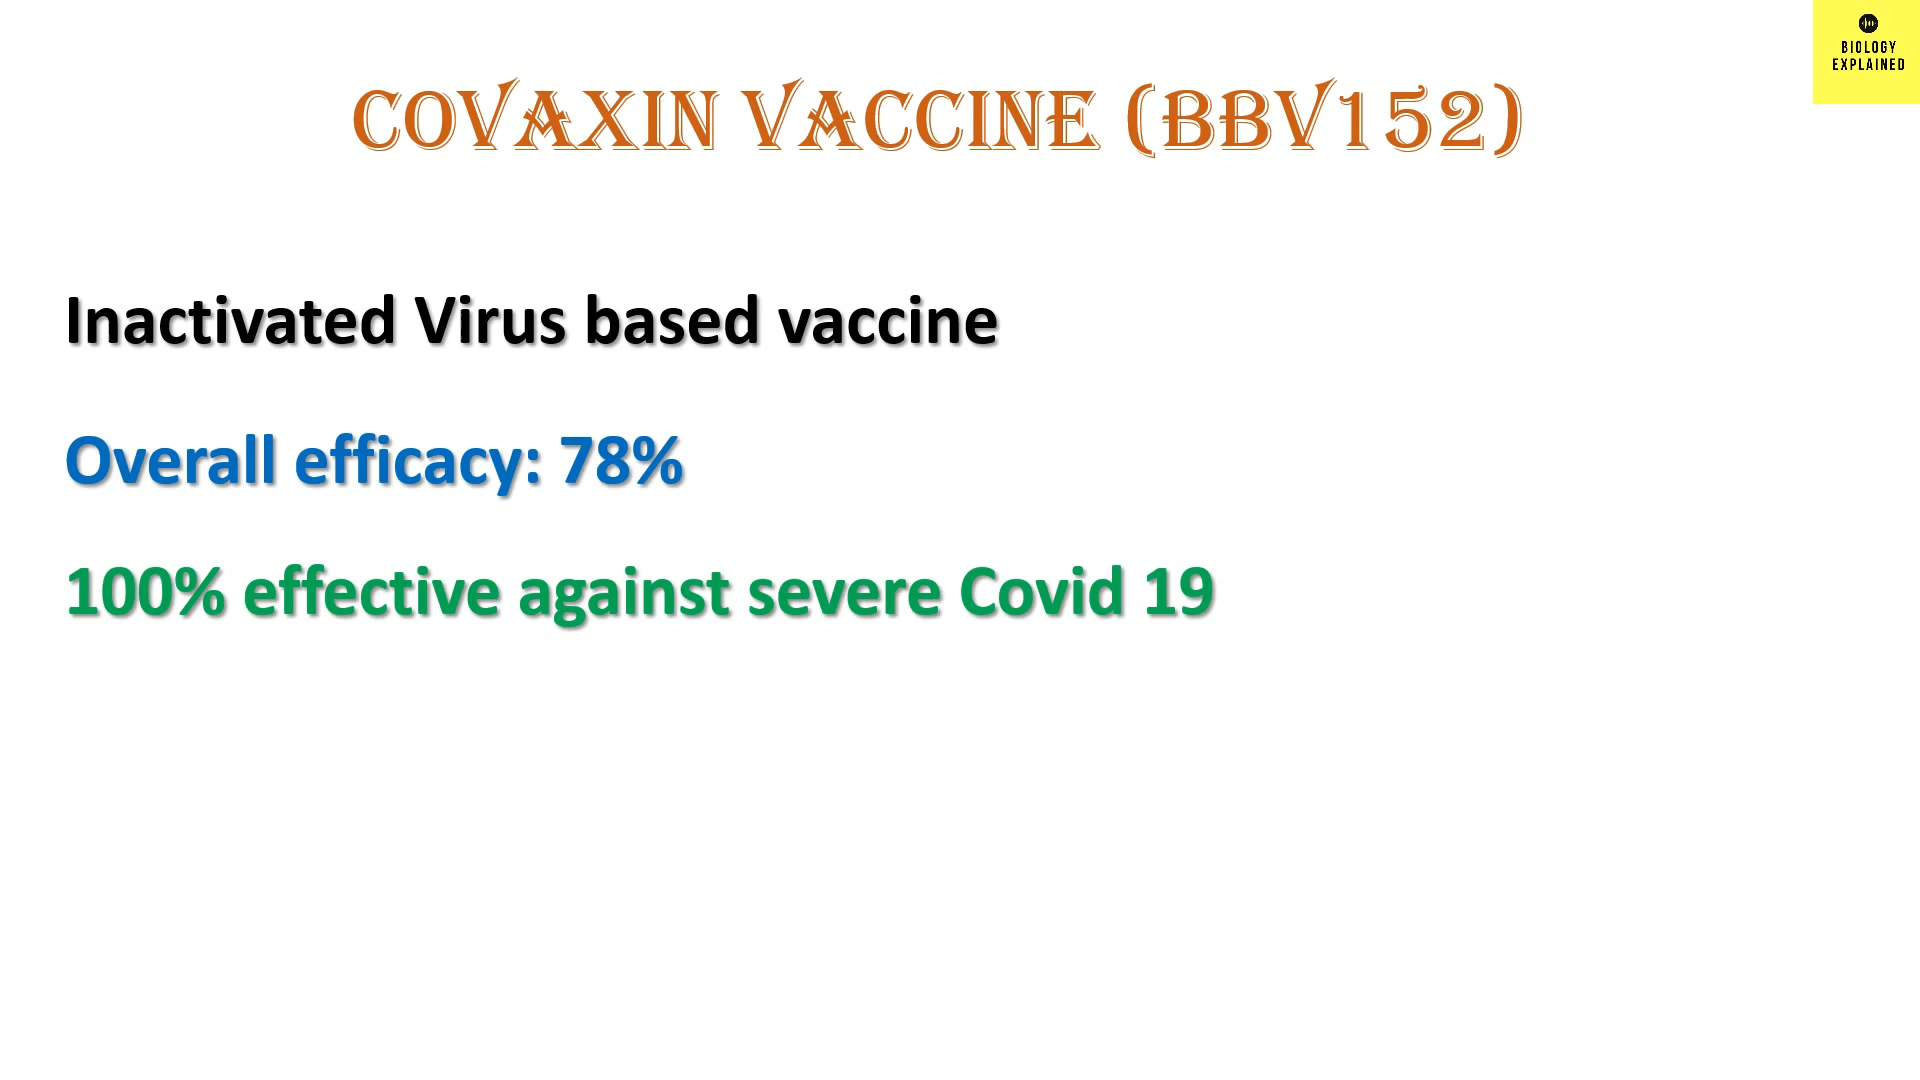 BIOLOGY
EXPLAINED
COVAXIN VACCINE (BBV152)
Inactivated Virus based vaccine
Overall efficacy: 78%
100% effective against severe Covid 19